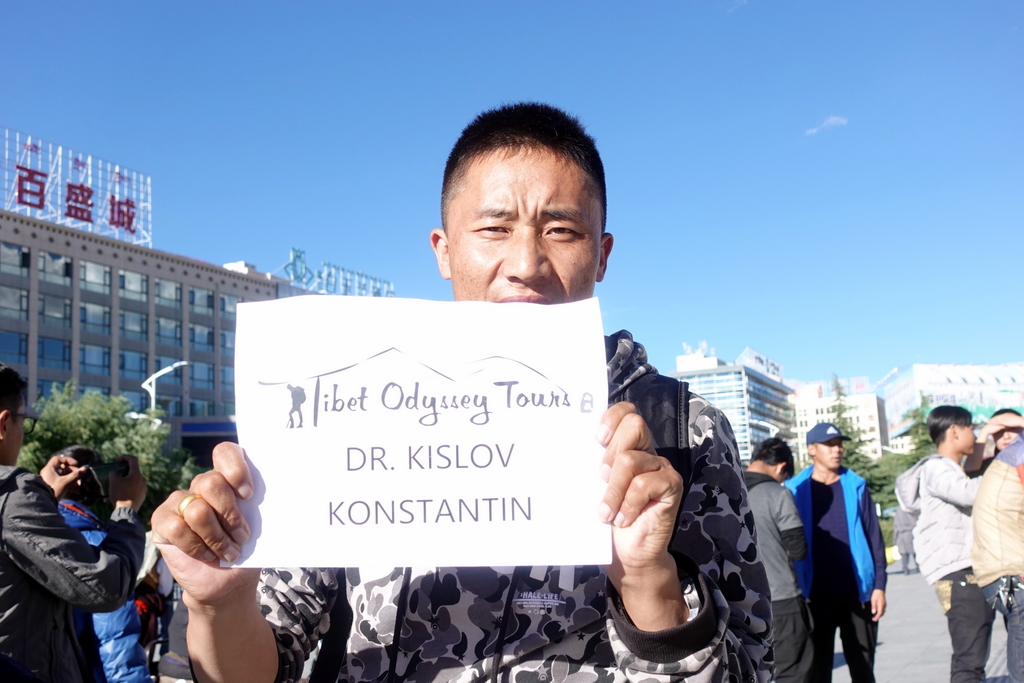 百盛城
Tibet Odyssey Tours
DR. KISLOV
KONSTANTIN